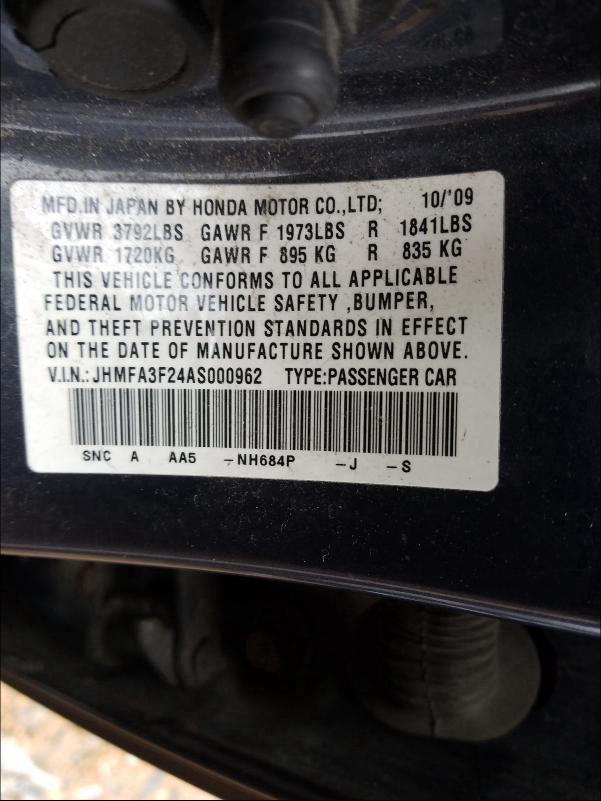 MFD.IN JAPAN BY HONDA MOTOR CO.,LTD; 10/'09
GVWR 3792LBS GAWR F 1973LBS R 1841LBS
GVWR 1720KG GAWR F 895 KG R 835 KG
THIS VEHICLE CONFORMS TO ALL APPLICABLE
FEDERAL MOTOR VEHICLE SAFETY ,BUMPER,
AND THEFT PREVENTION STANDARDS IN EFFECT
ON THE DATE OF MANUFACTURE SHOWN ABOVE.
V.I.N.: JHMFA3F24AS000962 TYPE:PASSENGER CAR
SNC A AA5 -NH684P -J -S